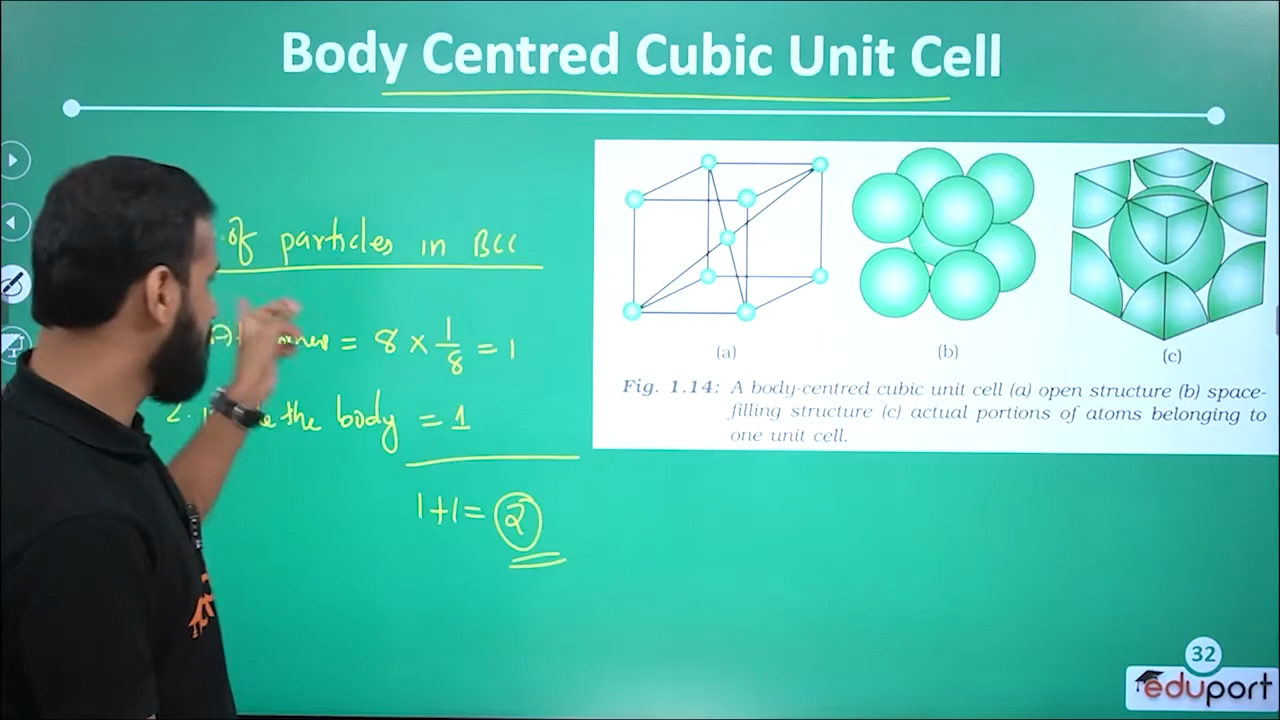 Body Centred Cubic Unit Cell
of particles in BCC
= 8 × 1/8 = 1
2. the body = 1
1+1= 2
(a)
(b)
(c)
Fig. 1.14: A body-centred cubic unit cell (a) open structure (b) space-
filling structure (c) actual portions of atoms belonging to
one unit cell.
32
eduport